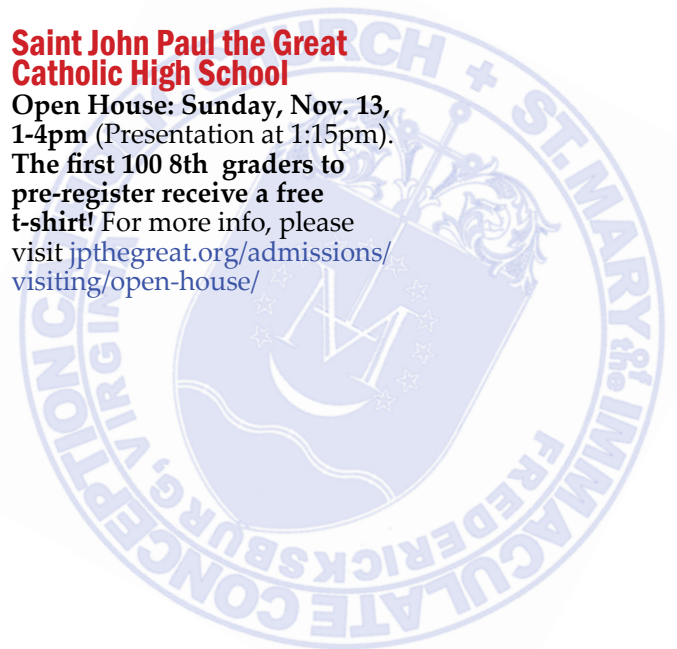 Saint John Paul the Great
Catholic High School
Open House: Sunday, Nov. 13,
1-4pm (Presentation at 1:15pm).
The first 100 8th  graders to
pre-register receive a free
t-shirt! For more info, please
visit jpthegreat.org/admissions/
visiting/open-house/
ST. MARY of the IMMACULATE CONCEPTION CATHOLIC CHURCH
FREDERICKSBURG, VIRGINIA